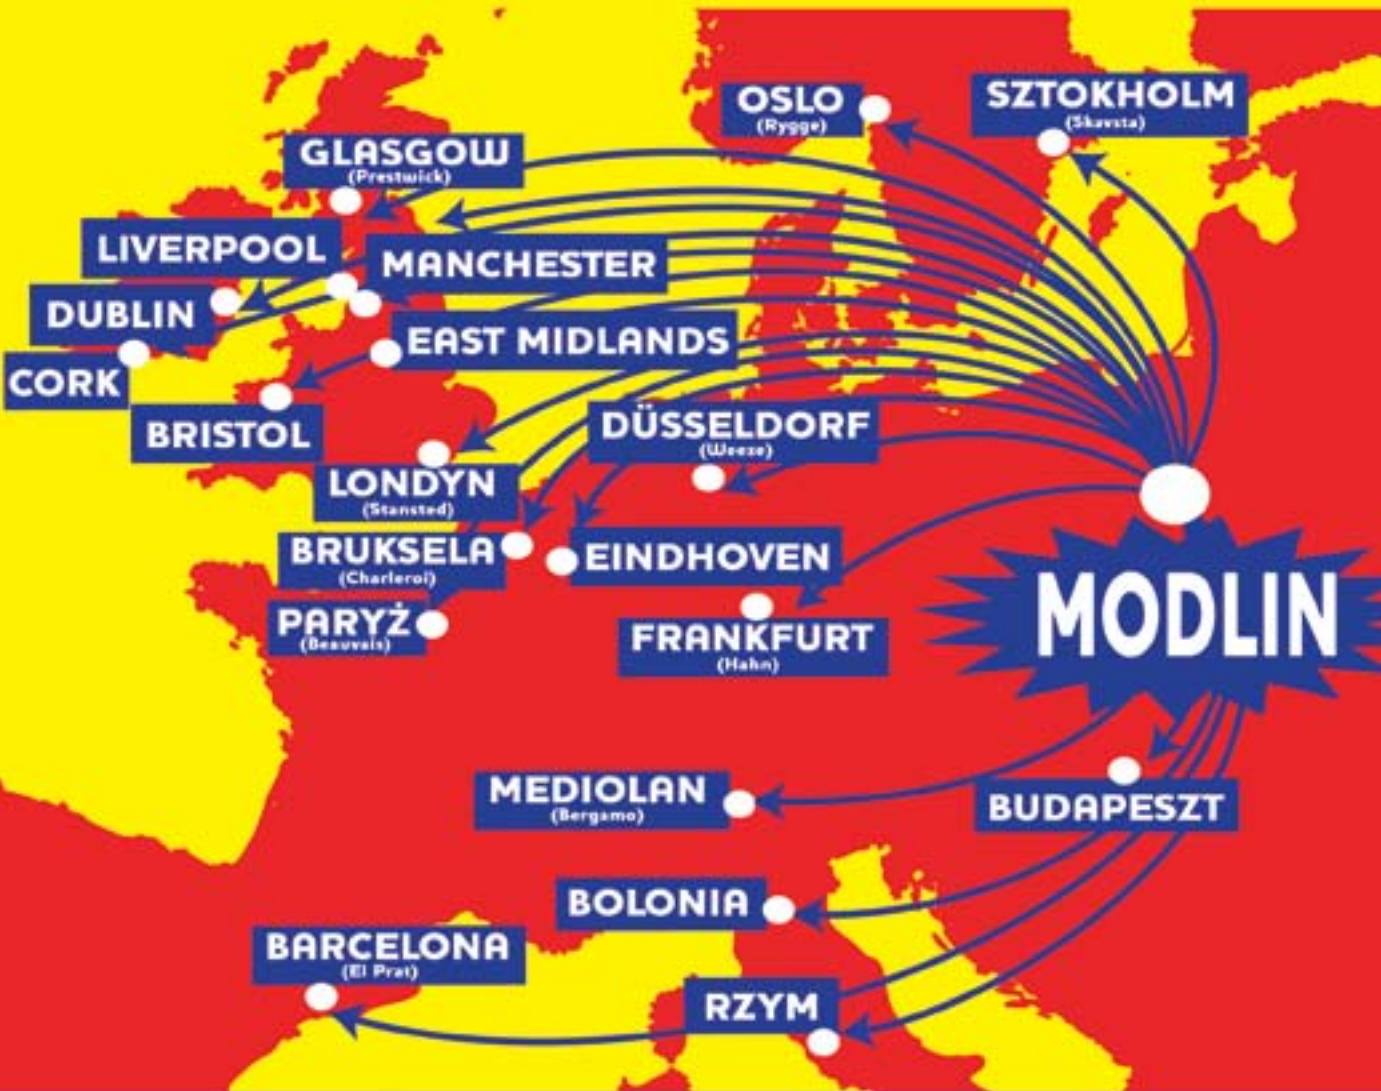 OSLO
(Rygge)
SZTOKHOLM
(Skavsta)
GLASGOW
(Prestwick)
LIVERPOOL
MANCHESTER
DUBLIN
EAST MIDLANDS
CORK
BRISTOL
DÜSSELDORF
(Weeze)
LONDYN
(Stansted)
BRUKSELA
(Charleroi)
EINDHOVEN
PARYŻ
(Beauvais)
FRANKFURT
(Hahn)
MODLIN
MEDIOLAN
(Bergamo)
BUDAPESZT
BOLONIA
BARCELONA
(El Prat)
RZYM